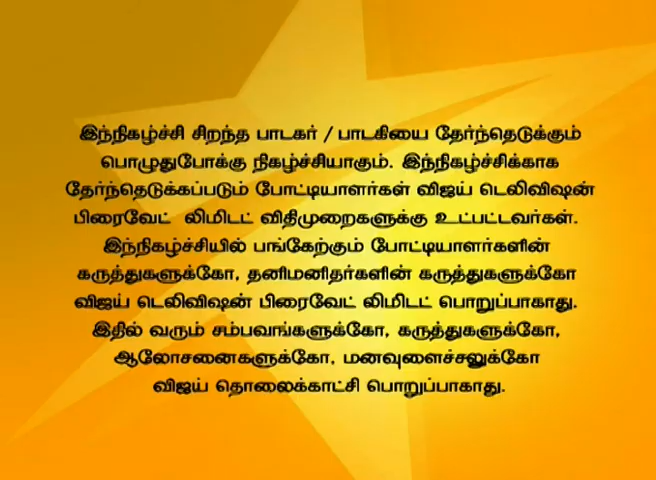 இந்நிகழ்ச்சி சிறந்த பாடகர் / பாடகியை தேர்ந்தெடுக்கும்
பொழுதுபோக்கு நிகழ்ச்சியாகும். இந்நிகழ்ச்சிக்காக
தேர்ந்தெடுக்கப்படும் போட்டியாளர்கள் விஜய் டெலிவிஷன்
பிரைவேட் லிமிடட் விதிமுறைகளுக்கு உட்பட்டவர்கள்.
இந்நிகழ்ச்சியில் பங்கேற்கும் போட்டியாளர்களின்
கருத்துகளுக்கோ, தனிமனிதர்களின் கருத்துகளுக்கோ
விஜய் டெலிவிஷன் பிரைவேட் லிமிடட் பொறுப்பாகாது.
இதில் வரும் சம்பவங்களுக்கோ, கருத்துகளுக்கோ,
ஆலோசனைகளுக்கோ, மனவுளைச்சலுக்கோ
விஜய் தொலைக்காட்சி பொறுப்பாகாது.